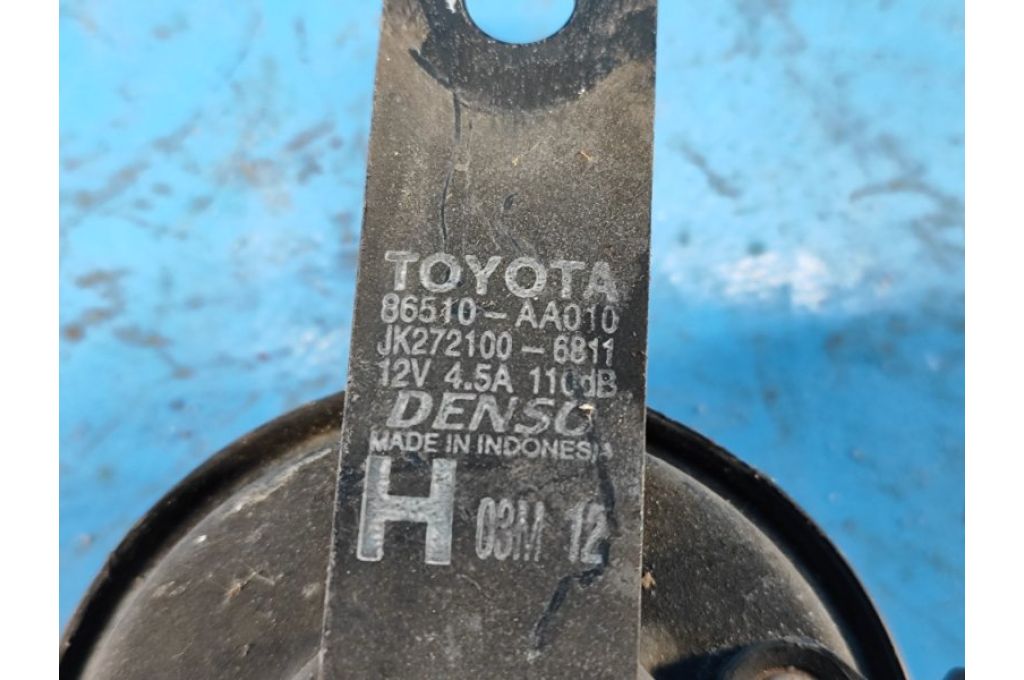 TOYOTA
86510-AA010
JK272100-6811
12V 4.5A 110dB
DENSO
MADE IN INDONESIA
H 03M 12